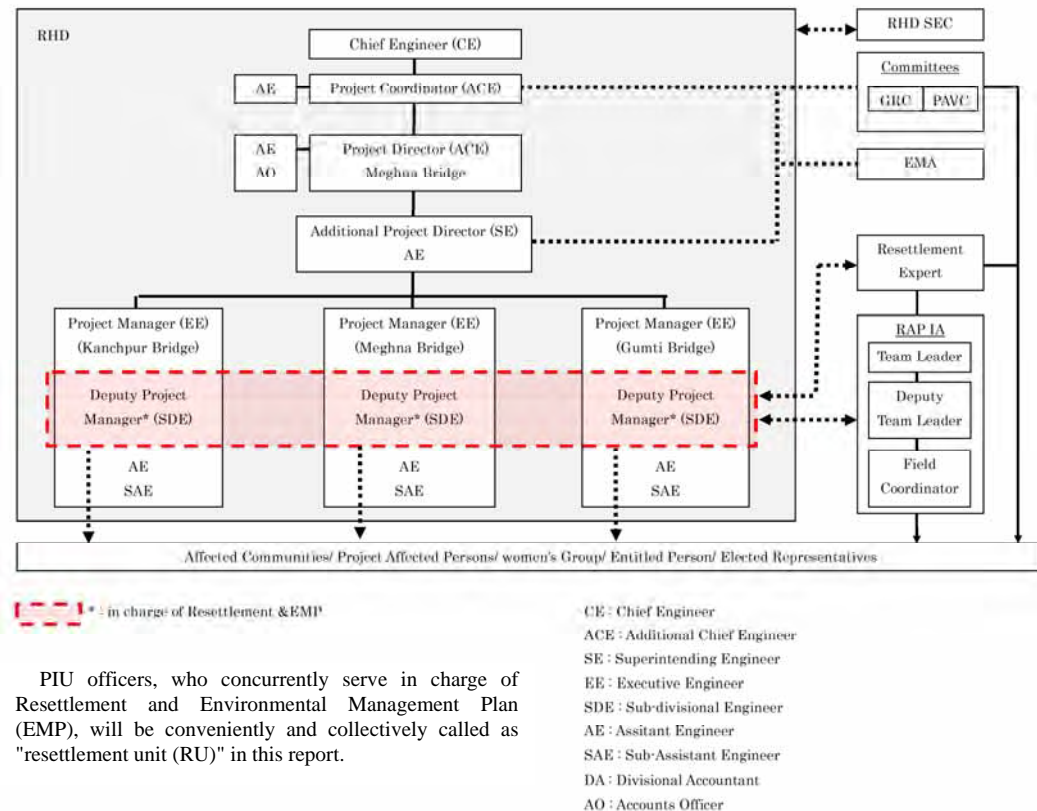 RHD
Chief Engineer (CE)
AE
Project Coordinator (ACE)
AE
AO
Project Director (ACE)
Meghna Bridge
Additional Project Director (SE)
AE
Project Manager (EE)
(Kanchpur Bridge)
Deputy Project
Manager* (SDE)
AE
SAE
Project Manager (EE)
(Meghna Bridge)
Deputy Project
Manager* (SDE)
AE
SAE
Project Manager (EE)
(Gumti Bridge)
Deputy Project
Manager* (SDE)
AE
SAE
RHD SEC
Committees
GRC PAVC
EMA
Resettlement
Expert
RAP IA
Team Leader
Deputy
Team Leader
Field
Coordinator
Affected Communities/ Project Affected Persons/ women's Group/ Entitled Person/ Elected Representatives
* - in charge of Resettlement &EMP
PIU officers, who concurrently serve in charge of
Resettlement and Environmental Management Plan
(EMP), will be conveniently and collectively called as
"resettlement unit (RU)" in this report.
CE : Chief Engineer
ACE : Additional Chief Engineer
SE : Superintending Engineer
EE : Executive Engineer
SDE : Sub-divisional Engineer
AE : Assitant Engineer
SAE : Sub-Assistant Engineer
DA : Divisional Accountant
AO : Accounts Officer